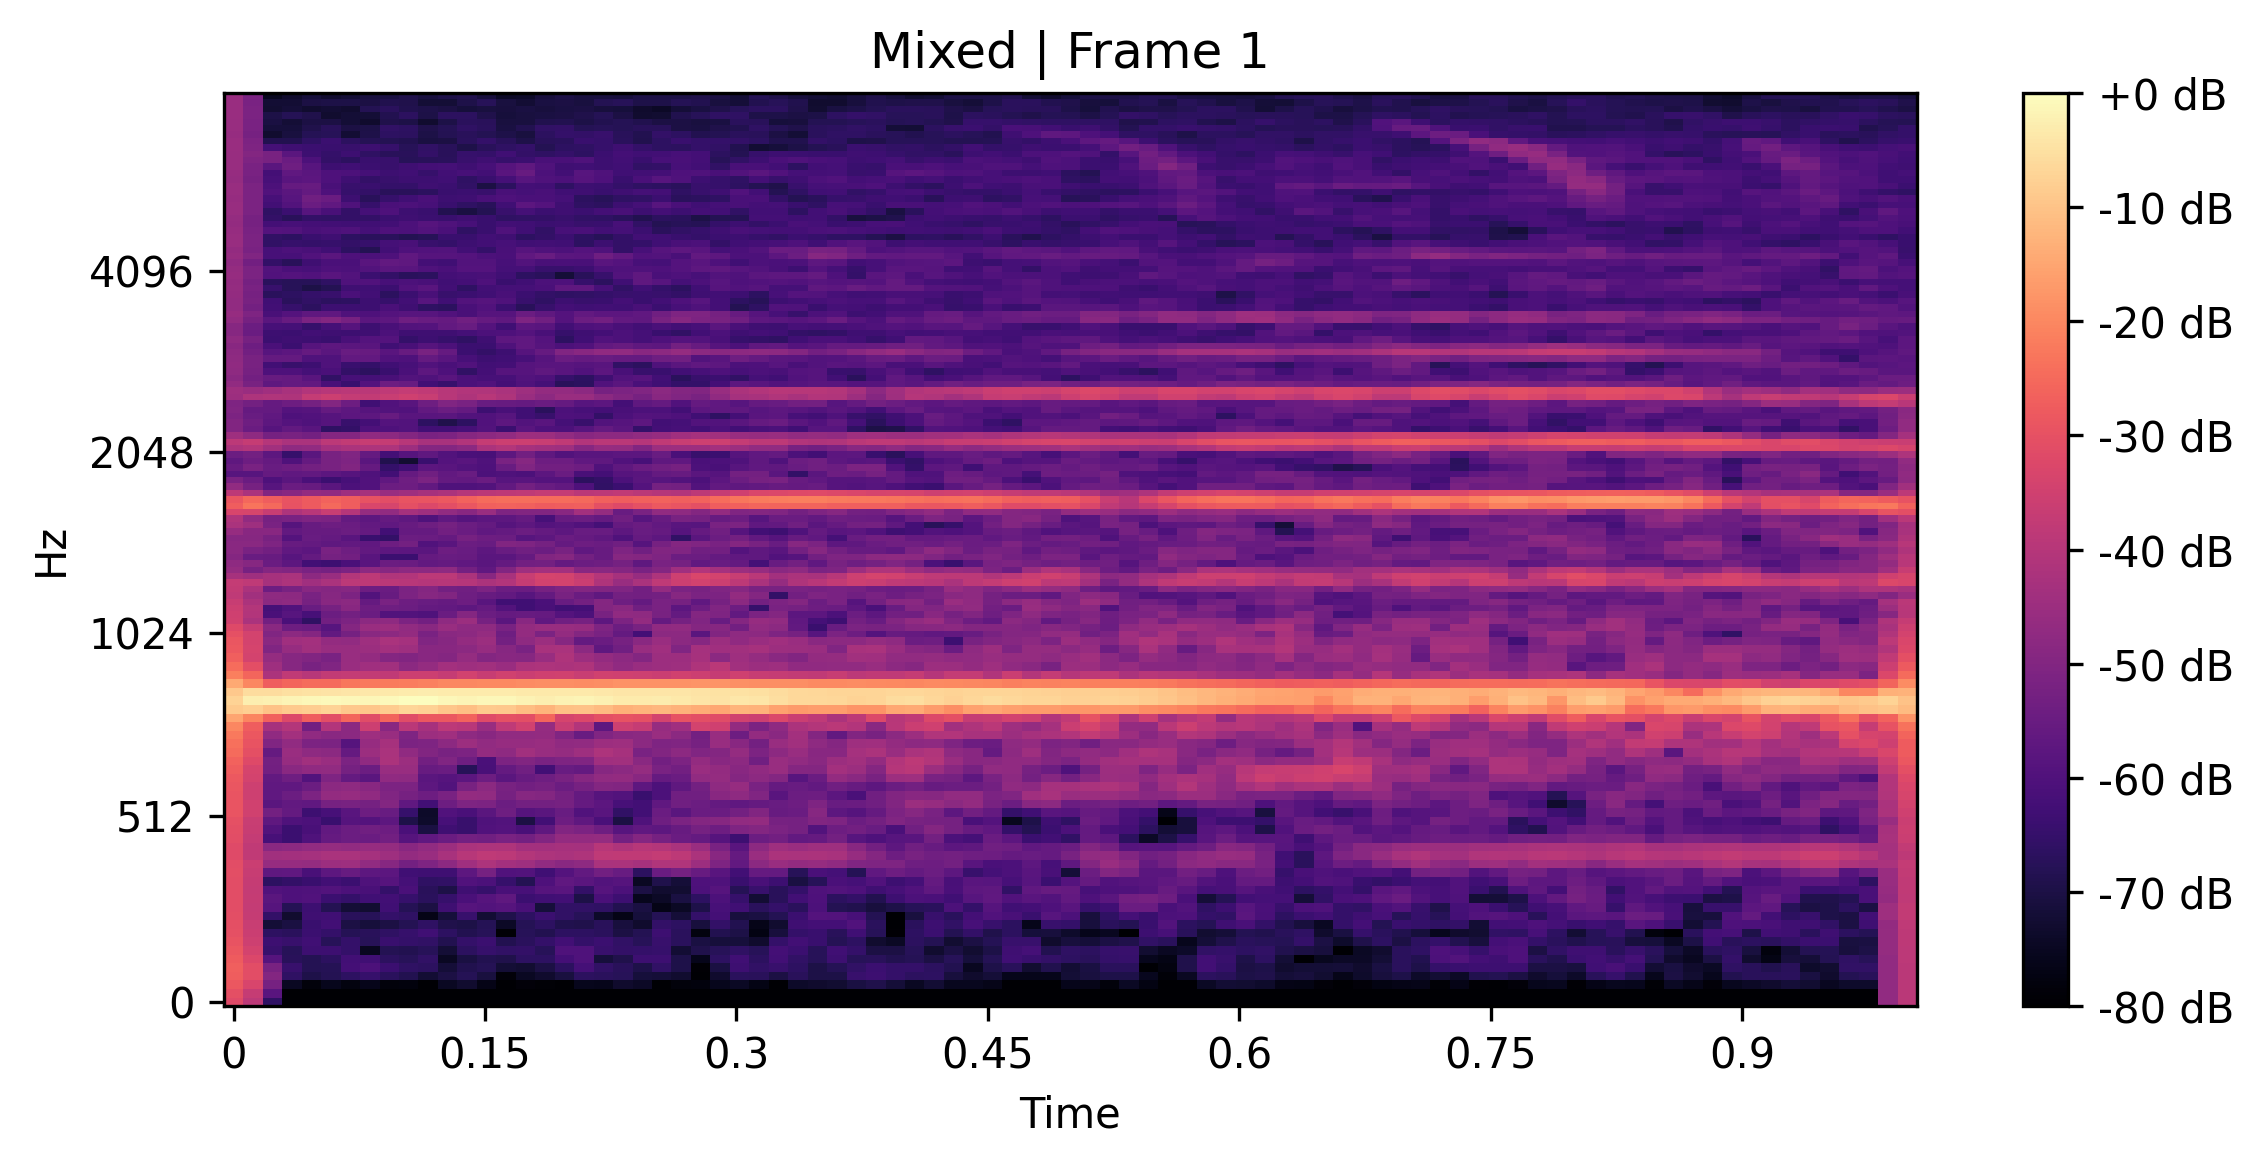 Mixed | Frame 1
Hz
4096
2048
1024
512
0
0 0.15 0.3 0.45 0.6 0.75 0.9
Time
+0 dB
-10 dB
-20 dB
-30 dB
-40 dB
-50 dB
-60 dB
-70 dB
-80 dB